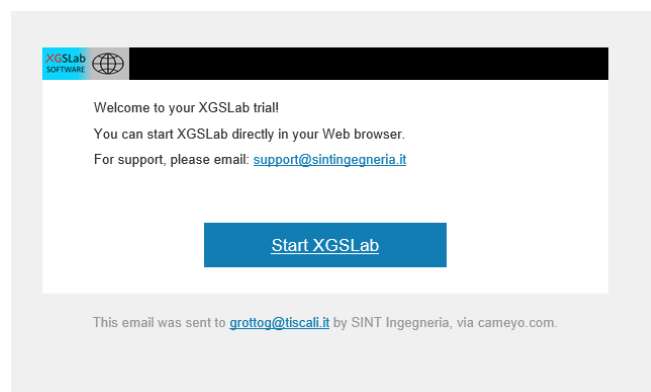 XGSLab
SOFTWARE
Welcome to your XGSLab trial!
You can start XGSLab directly in your Web browser.
For support, please email: support@sintingegneria.it
Start XGSLab
This email was sent to grottog@tiscali.it by SINT Ingegneria, via cameyo.com.